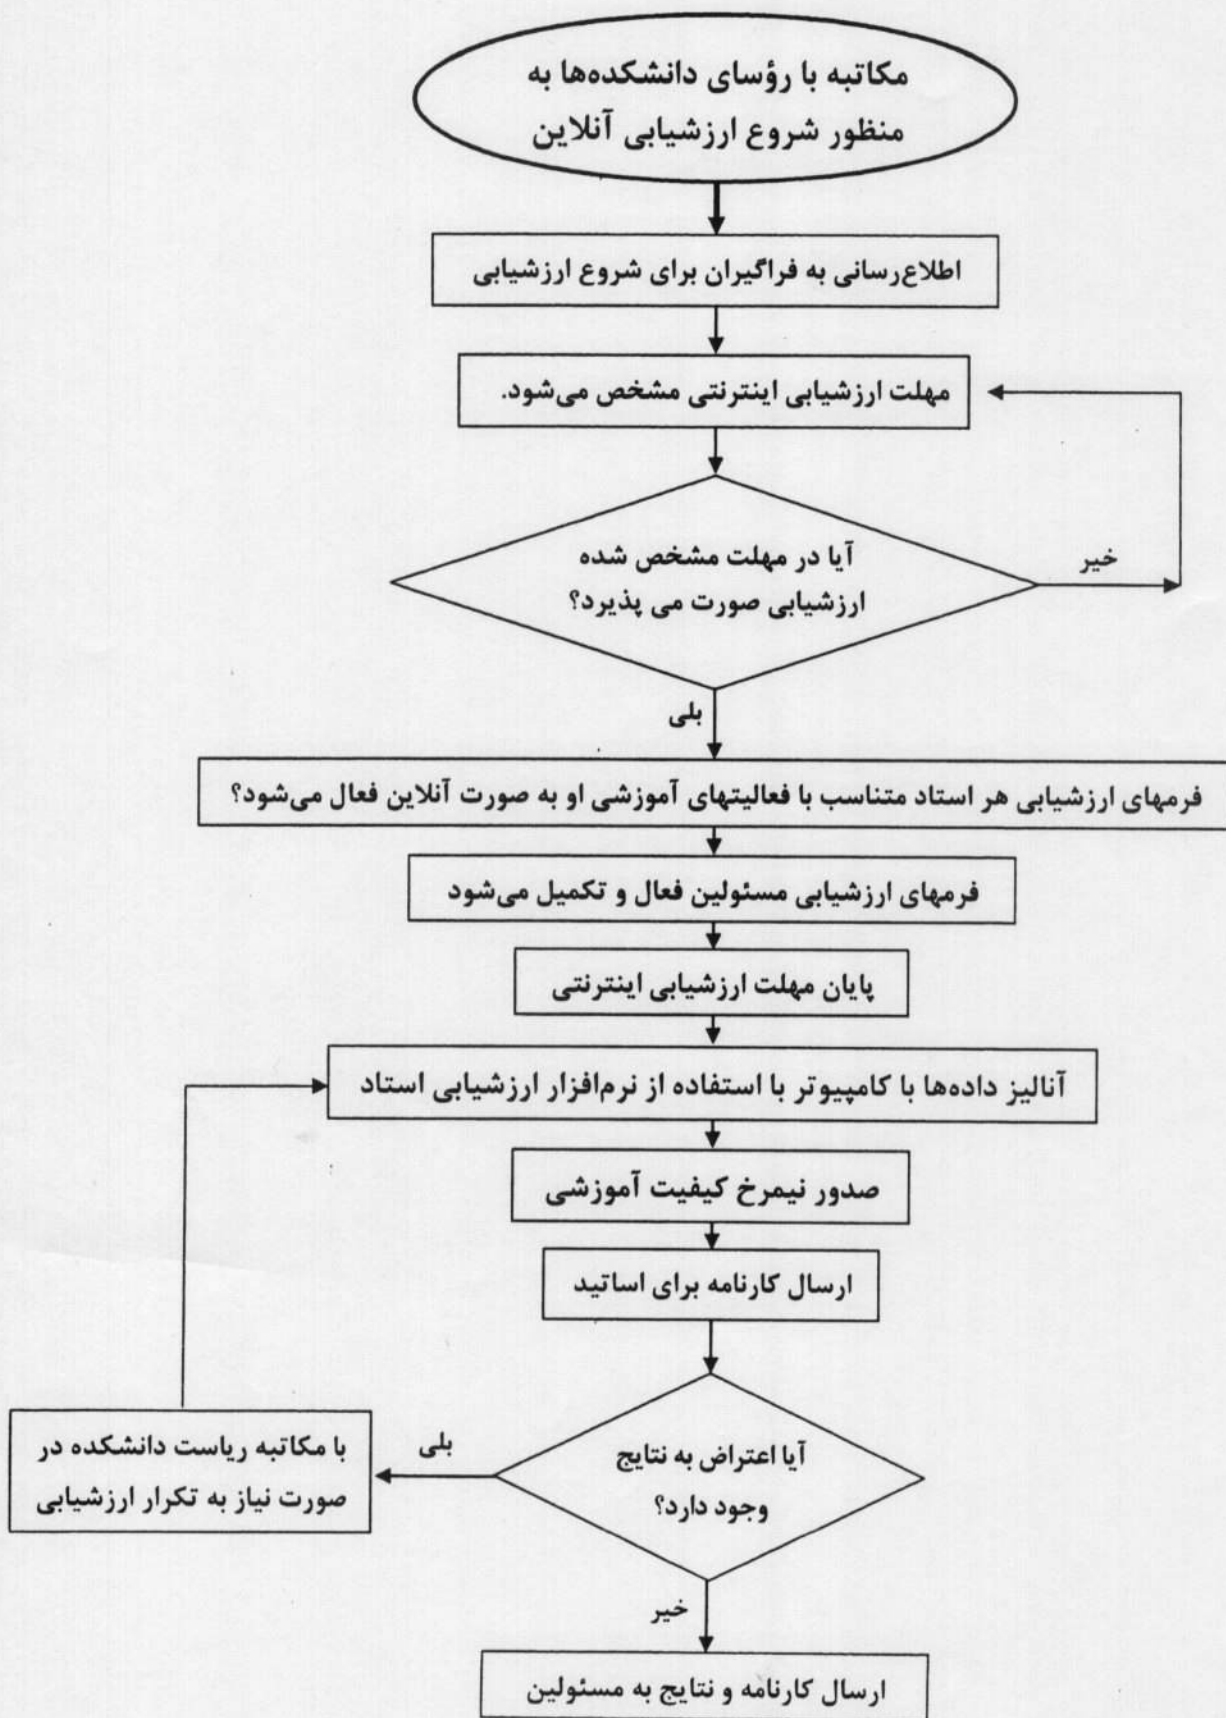 مکاتبه با رؤسای دانشکده‌ها به
منظور شروع ارزشیابی آنلاین
اطلاع‌رسانی به فراگیران برای شروع ارزشیابی
مهلت ارزشیابی اینترنتی مشخص می‌شود.
آیا در مهلت مشخص شده
ارزشیابی صورت می پذیرد؟
خیر
بلی
فرمهای ارزشیابی هر استاد متناسب با فعالیتهای آموزشی او به صورت آنلاین فعال می‌شود؟
فرمهای ارزشیابی مسئولین فعال و تکمیل می‌شود
پایان مهلت ارزشیابی اینترنتی
آنالیز داده‌ها با کامپیوتر با استفاده از نرم‌افزار ارزشیابی استاد
صدور نیمرخ کیفیت آموزشی
ارسال کارنامه برای اساتید
آیا اعتراض به نتایج
وجود دارد؟
بلی
با مکاتبه ریاست دانشکده در
صورت نیاز به تکرار ارزشیابی
خیر
ارسال کارنامه و نتایج به مسئولین